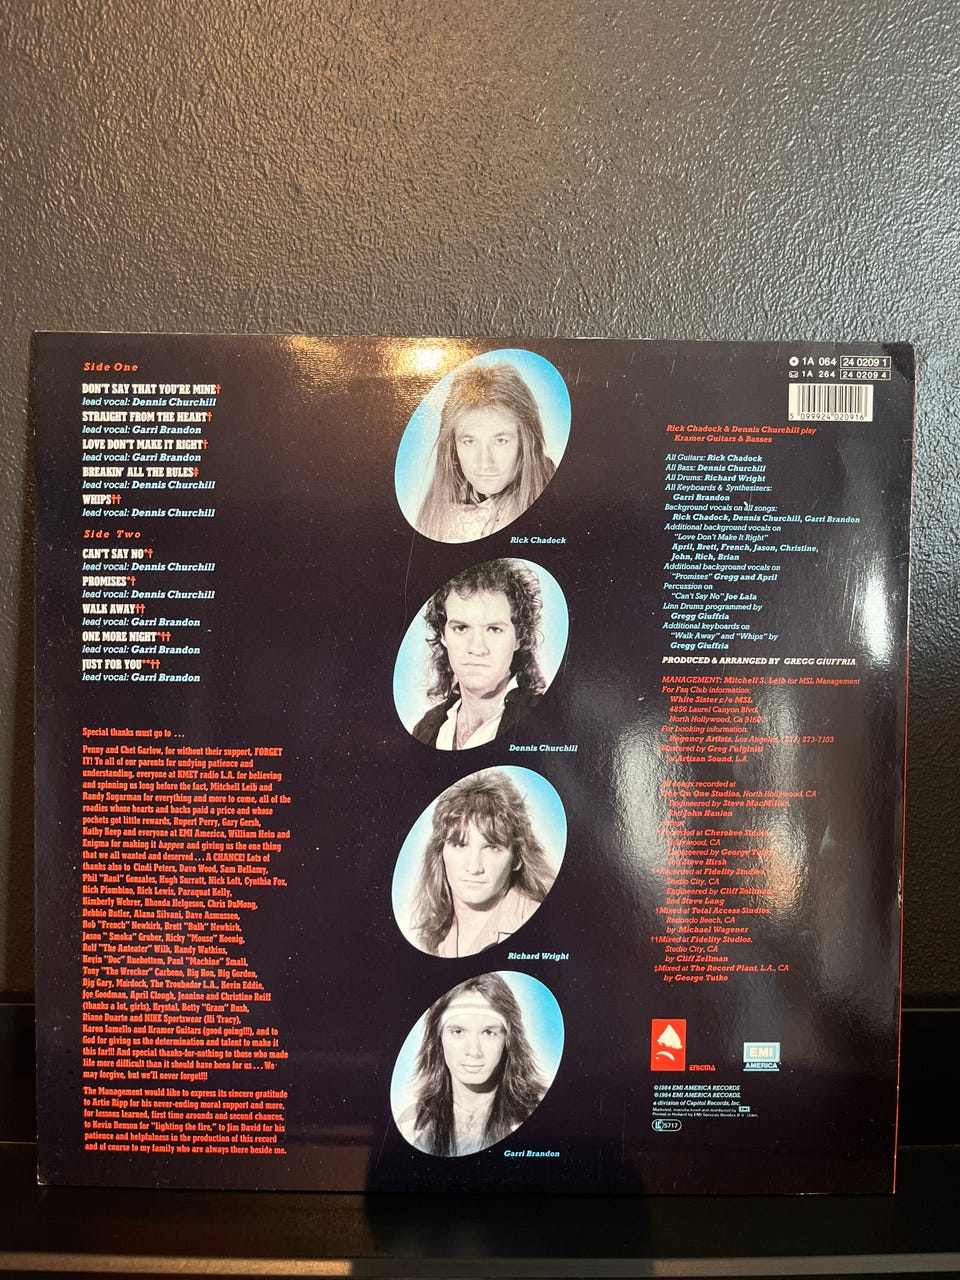 Side One
DON'T SAY THAT YOU'RE MINE†
lead vocal: Dennis Churchill
STRAIGHT FROM THE HEART†
lead vocal: Garri Brandon
LOVE DON'T MAKE IT RIGHT†
lead vocal: Garri Brandon
BREAKIN' ALL THE RULES‡
lead vocal: Dennis Churchill
WHIPS††
lead vocal: Dennis Churchill
Side Two
CAN'T SAY NO*†
lead vocal: Dennis Churchill
PROMISES*†
lead vocal: Dennis Churchill
WALK AWAY††
lead vocal: Garri Brandon
ONE MORE NIGHT*††
lead vocal: Garri Brandon
JUST FOR YOU**††
lead vocal: Garri Brandon
Special thanks must go to ...
Penny and Chet Garlow, for without their support, FORGET
IT! To all of our parents for undying patience and
understanding, everyone at KMET radio L.A. for believing
and spinning us long before the fact, Mitchell Leib and
Randy Sugarman for everything and more to come, all of the
roadies whose hearts and backs paid a price and whose
pockets got little rewards, Rupert Perry, Gary Gersh,
Kathy Keep and everyone at EMI America, William Hein and
Enigma for making it happen and giving us the one thing
that we all wanted and deserved ... A CHANCE! Lots of
thanks also to Cindi Peters, Dave Wood, Sam Bellamy,
Phil "Raul" Gonzales, Hugh Surratt, Nick Loft, Cynthia Fox,
Rich Piombino, Rick Lewis, Paraquat Kelly,
Kimberly Wehrer, Rhonda Helgeson, Chris DuMong,
Debbie Butler, Alana Silvani, Dave Asmussen,
Bob "French" Newkirk, Brett "Bulk" Newkirk,
Jason "Smoka" Gruber, Ricky "Mouse" Koenig,
Rolf "The Anteater" Wilk, Randy Watkins,
Kevin "Doc" Ruebottom, Paul "Machine" Small,
Tony "The Wrecker" Carbono, Big Ron, Big Gordon,
Big Gary, Murdock, The Troubador L.A., Kevin Eddie,
Joe Goodman, April Clough, Jeanine and Christine Reiff
(thanks a lot, girls), Krystal, Betty "Gram" Bush,
Diane Duarte and NIKE Sportswear (Hi Tracy),
Karen Iamello and Kramer Guitars (good going!!!), and to
God for giving us the determination and talent to make it
this far!!! And special thanks-for-nothing to those who made
life more difficult than it should have been for us ... We
may forgive, but we'll never forget!!!
The Management would like to express its sincere gratitude
to Artie Ripp for his never-ending moral support and more,
for lessons learned, first time arounds and second chances,
to Kevin Benson for "lighting the fire," to Jim David for his
patience and helpfulness in the production of this record
and of course to my family who are always there beside me.
Rick Chadock
Dennis Churchill
Richard Wright
Garri Brandon
1A 064 24 0209 1
1A 264 24 0209 4
5 099924 020916
Rick Chadock & Dennis Churchill play
Kramer Guitars & Basses
All Guitars: Rick Chadock
All Bass: Dennis Churchill
All Drums: Richard Wright
All Keyboards & Synthesizers:
Garri Brandon
Background vocals on all songs:
Rick Chadock, Dennis Churchill, Garri Brandon
Additional background vocals on
"Love Don't Make It Right"
April, Brett, French, Jason, Christine,
John, Rich, Brian
Additional background vocals on
"Promises" Gregg and April
Percussion on
"Can't Say No" Joe Lala
Linn Drums programmed by
Gregg Giuffria
Additional keyboards on
"Walk Away" and "Whips" by
Gregg Giuffria
PRODUCED & ARRANGED BY GREGG GIUFFRIA
MANAGEMENT: Mitchell S. Leib for MSL Management
For Fan Club information:
White Sister c/o MSL
4856 Laurel Canyon Blvd.
North Hollywood, Ca
For booking information:
Regency Artists, Los Angeles, (213) 273-7103
Mastered by Greg Fulginiti
at Artisan Sound, L.A.
All songs recorded at
One On One Studios, North Hollywood, CA
Engineered by Steve MacMillan,
2nd John Hanlon
*Recorded at Cherokee Studios
Hollywood, CA
Engineered by George Tutko
2nd Steve Hirsh
**Recorded at Fidelity Studios,
Studio City, CA
Engineered by Cliff Zellman
2nd Steve Lang
†Mixed at Total Access Studios,
Redondo Beach, CA
by Michael Wagener
††Mixed at Fidelity Studios,
Studio City, CA
by Cliff Zellman
‡Mixed at The Record Plant, L.A., CA
by George Tutko
ENIGMA
EMI
AMERICA
℗1984 EMI AMERICA RECORDS
©1984 EMI AMERICA RECORDS
a division of Capitol Records, Inc.
Marketed, manufactured and distributed by EMI
Printed in Holland by EMI Services Benelux B.V.
LC 5717